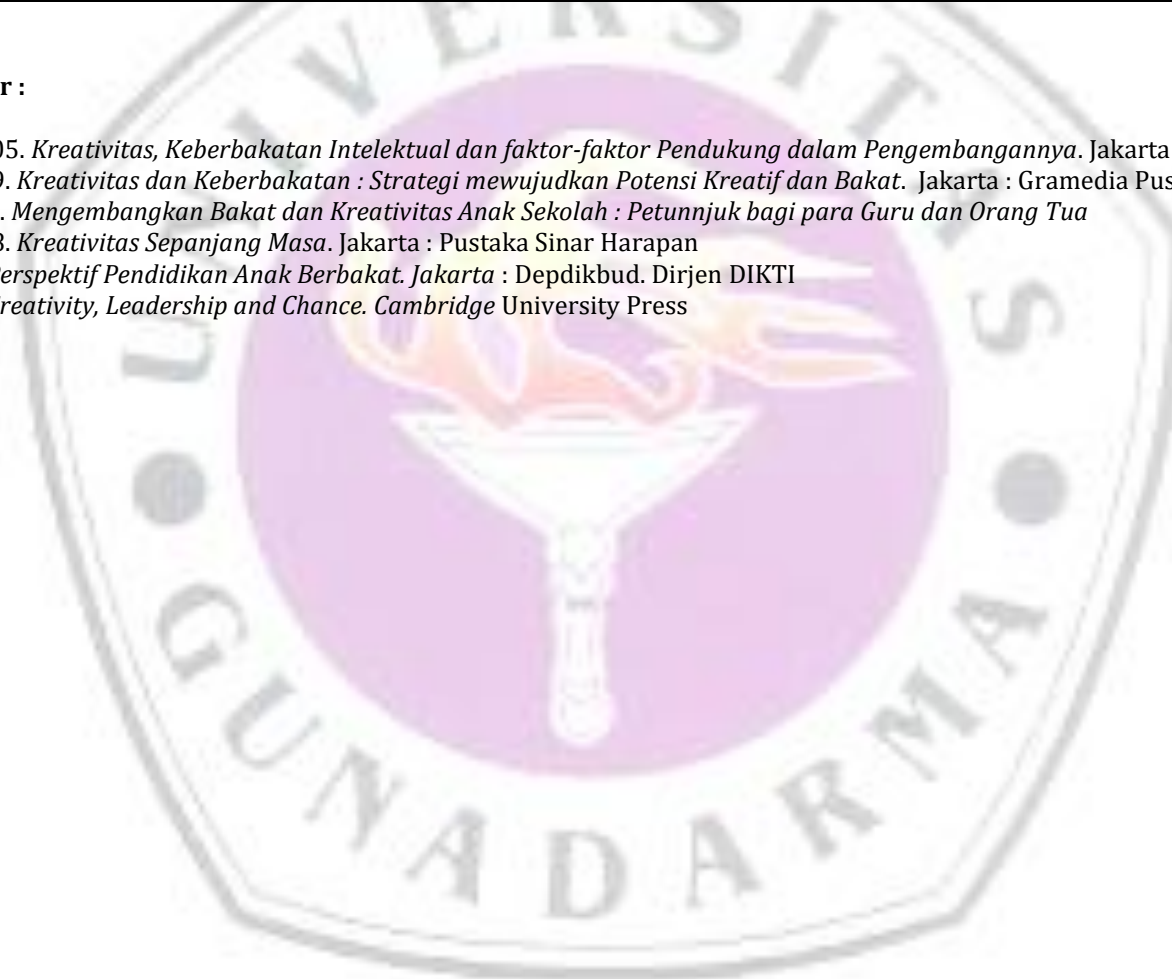 UNIVERSITAS
r :
05. Kreativitas, Keberbakatan Intelektual dan faktor-faktor Pendukung dalam Pengembangannya. Jakarta
9. Kreativitas dan Keberbakatan : Strategi mewujudkan Potensi Kreatif dan Bakat. Jakarta : Gramedia Pus
. Mengembangkan Bakat dan Kreativitas Anak Sekolah : Petunnjuk bagi para Guru dan Orang Tua
8. Kreativitas Sepanjang Masa. Jakarta : Pustaka Sinar Harapan
erspektif Pendidikan Anak Berbakat. Jakarta : Depdikbud. Dirjen DIKTI
reativity, Leadership and Chance. Cambridge University Press
GUNADARMA